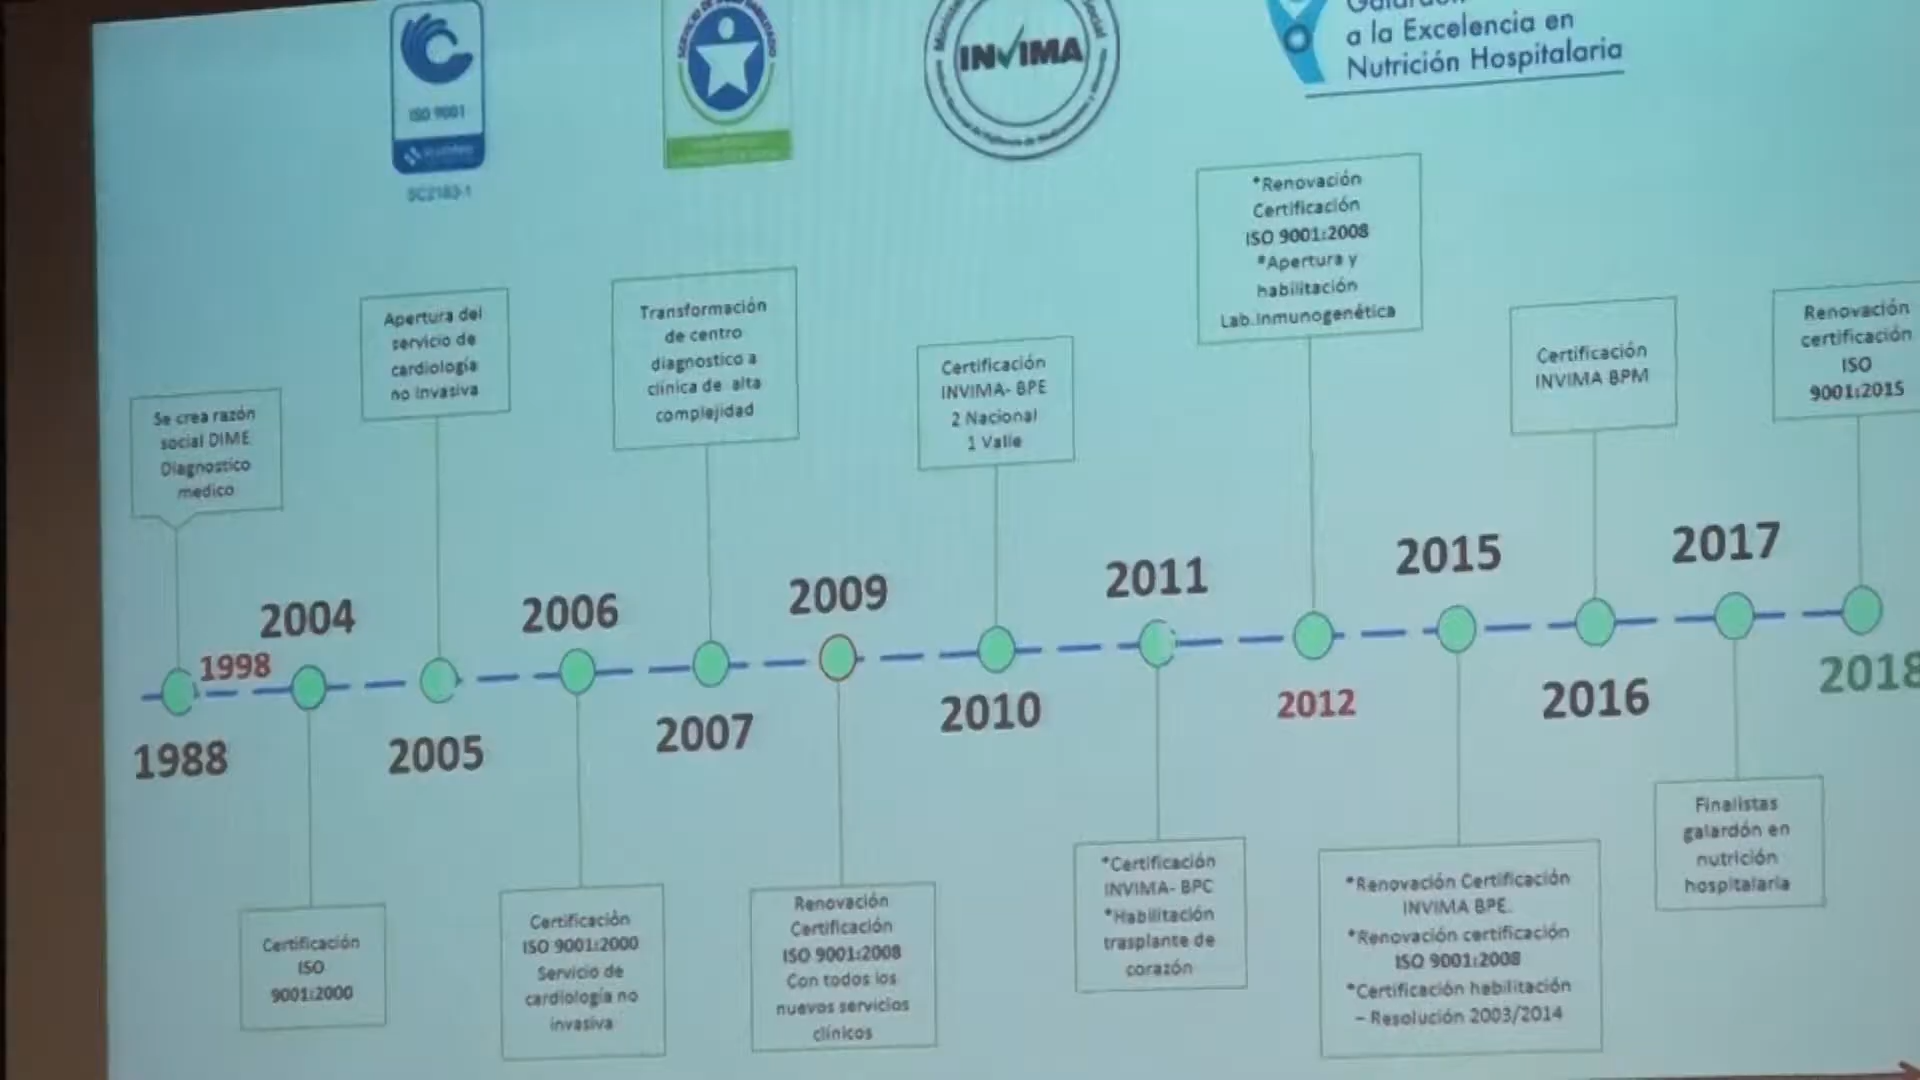 ISO 9001
SC2183-1
INVIMA
a la Excelencia en
Nutrición Hospitalaria
Se crea razón
social DIME
Diagnostico
medico
1988
1998
2004
Certificación
ISO
9001:2000
Apertura del
servicio de
cardiología
no invasiva
2005
2006
Certificación
ISO 9001:2000
Servicio de
cardiología no
invasiva
Transformación
de centro
diagnostico a
clínica de alta
complejidad
2007
2009
Renovación
Certificación
ISO 9001:2008
Con todos los
nuevos servicios
clínicos
Certificación
INVIMA- BPE
2 Nacional
1 Valle
2010
2011
*Certificación
INVIMA- BPC
*Habilitación
trasplante de
corazón
*Renovación
Certificación
ISO 9001:2008
*Apertura y
habilitación
Lab.Inmunogenética
2012
2015
*Renovación Certificación
INVIMA BPE.
*Renovación certificación
ISO 9001:2008
*Certificación habilitación
– Resolución 2003/2014
Certificación
INVIMA BPM
2016
2017
Finalistas
galardón en
nutrición
hospitalaria
Renovación
certificación
ISO
9001:2015
2018